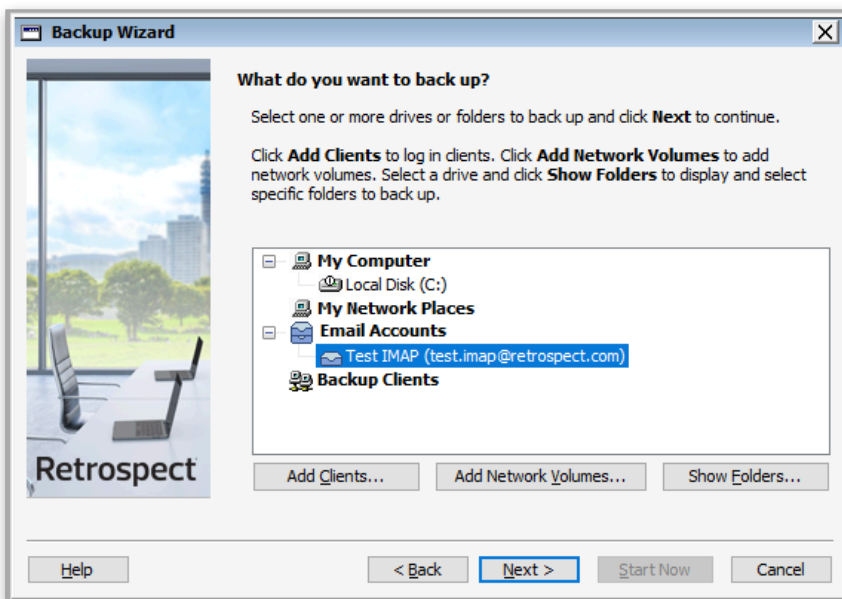 Backup Wizard
What do you want to back up?
Select one or more drives or folders to back up and click Next to continue.
Click Add Clients to log in clients. Click Add Network Volumes to add
network volumes. Select a drive and click Show Folders to display and select
specific folders to back up.
My Computer
Local Disk (C:)
My Network Places
Email Accounts
Test IMAP (test.imap@retrospect.com)
Backup Clients
Retrospect
Add Clients...
Add Network Volumes...
Show Folders...
Help
< Back
Next >
Start Now
Cancel